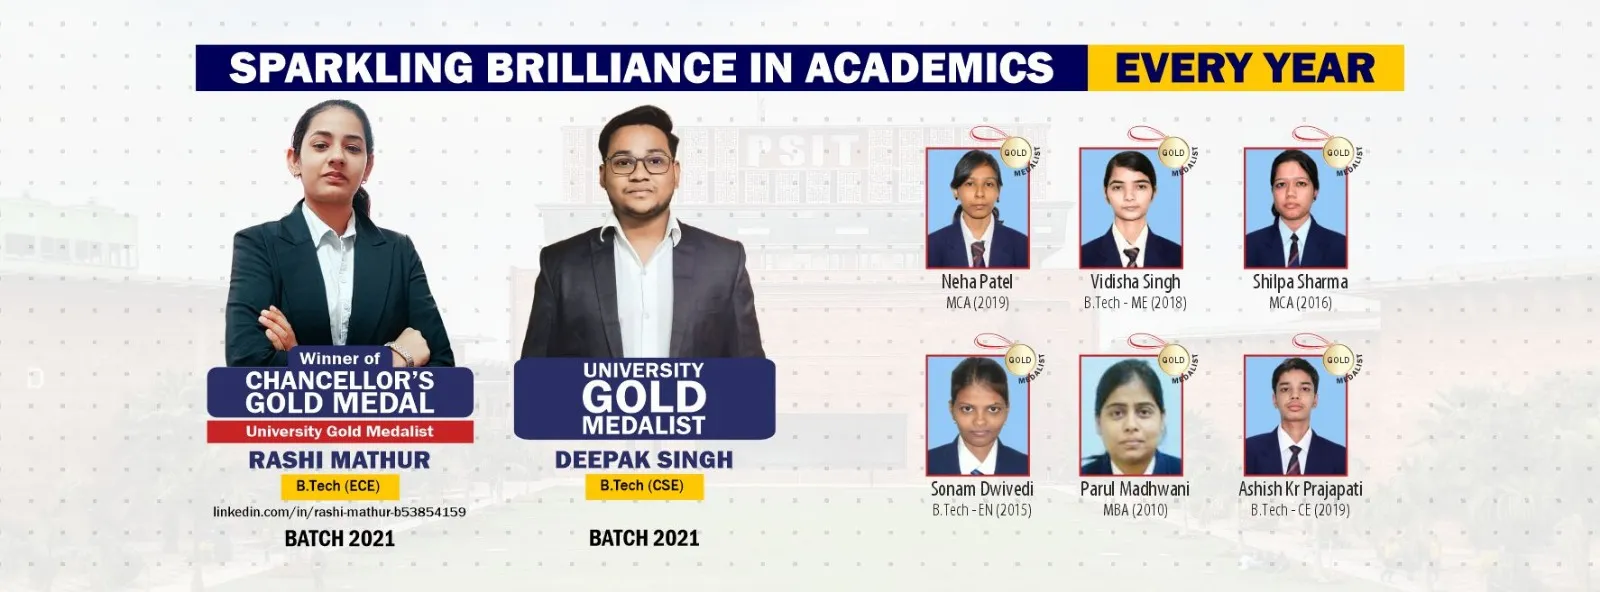 SPARKLING BRILLIANCE IN ACADEMICS EVERY YEAR
PSIT
Winner of
CHANCELLOR'S
GOLD MEDAL
University Gold Medalist
RASHI MATHUR
B.Tech (ECE)
linkedin.com/in/rashi-mathur-b53854159
BATCH 2021
UNIVERSITY
GOLD
MEDALIST
DEEPAK SINGH
B.Tech (CSE)
BATCH 2021
GOLD
MEDALIST
Neha Patel
MCA (2019)
GOLD
MEDALIST
Vidisha Singh
B.Tech - ME (2018)
GOLD
MEDALIST
Shilpa Sharma
MCA (2016)
GOLD
MEDALIST
Sonam Dwivedi
B.Tech - EN (2015)
GOLD
MEDALIST
Parul Madhwani
MBA (2010)
GOLD
MEDALIST
Ashish Kr Prajapati
B.Tech - CE (2019)